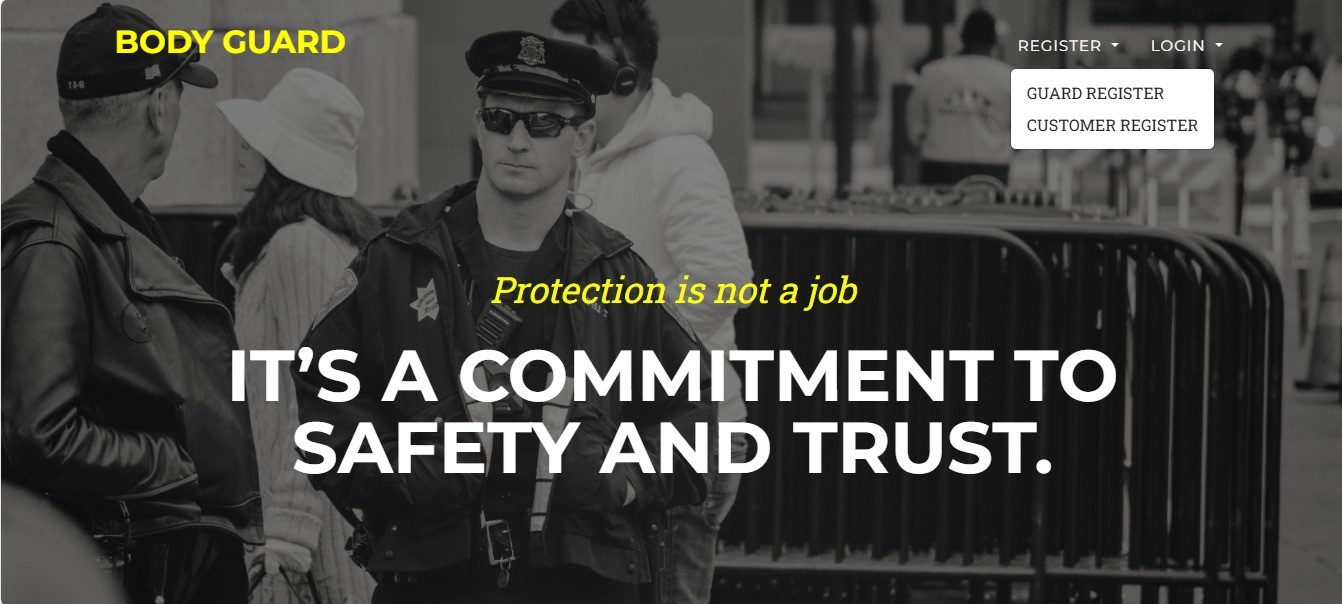 BODY GUARD
REGISTER
LOGIN
GUARD REGISTER
CUSTOMER REGISTER
Protection is not a job
IT’S A COMMITMENT TO
SAFETY AND TRUST.